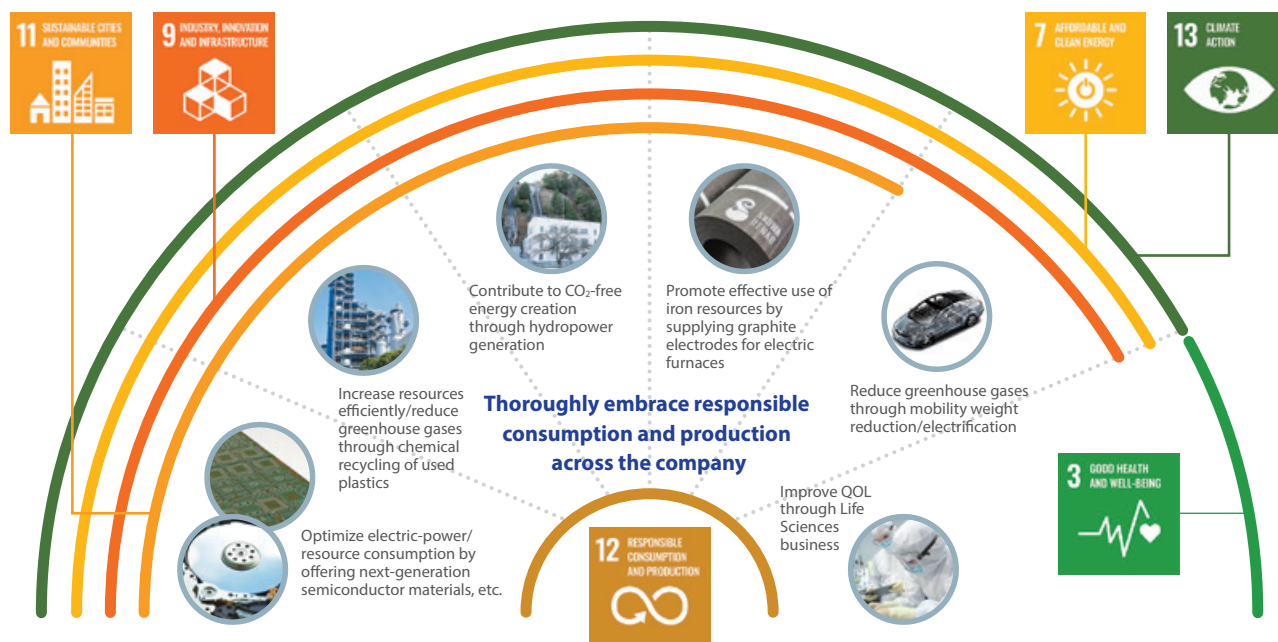 11 SUSTAINABLE CITIES
AND COMMUNITIES
9 INDUSTRY, INNOVATION
AND INFRASTRUCTURE
7 AFFORDABLE AND
CLEAN ENERGY
13 CLIMATE
ACTION
SHOWA
DENKO
Contribute to CO₂-free
energy creation
through hydropower
generation
Promote effective use of
iron resources by
supplying graphite
electrodes for electric
furnaces
Increase resources
efficiently/reduce
greenhouse gases
through chemical
recycling of used
plastics
Reduce greenhouse gases
through mobility weight
reduction/electrification
Thoroughly embrace responsible
consumption and production
across the company
Optimize electric-power/
resource consumption by
offering next-generation
semiconductor materials, etc.
Improve QOL
through Life
Sciences
business
3 GOOD HEALTH
AND WELL-BEING
12 RESPONSIBLE
CONSUMPTION
AND PRODUCTION